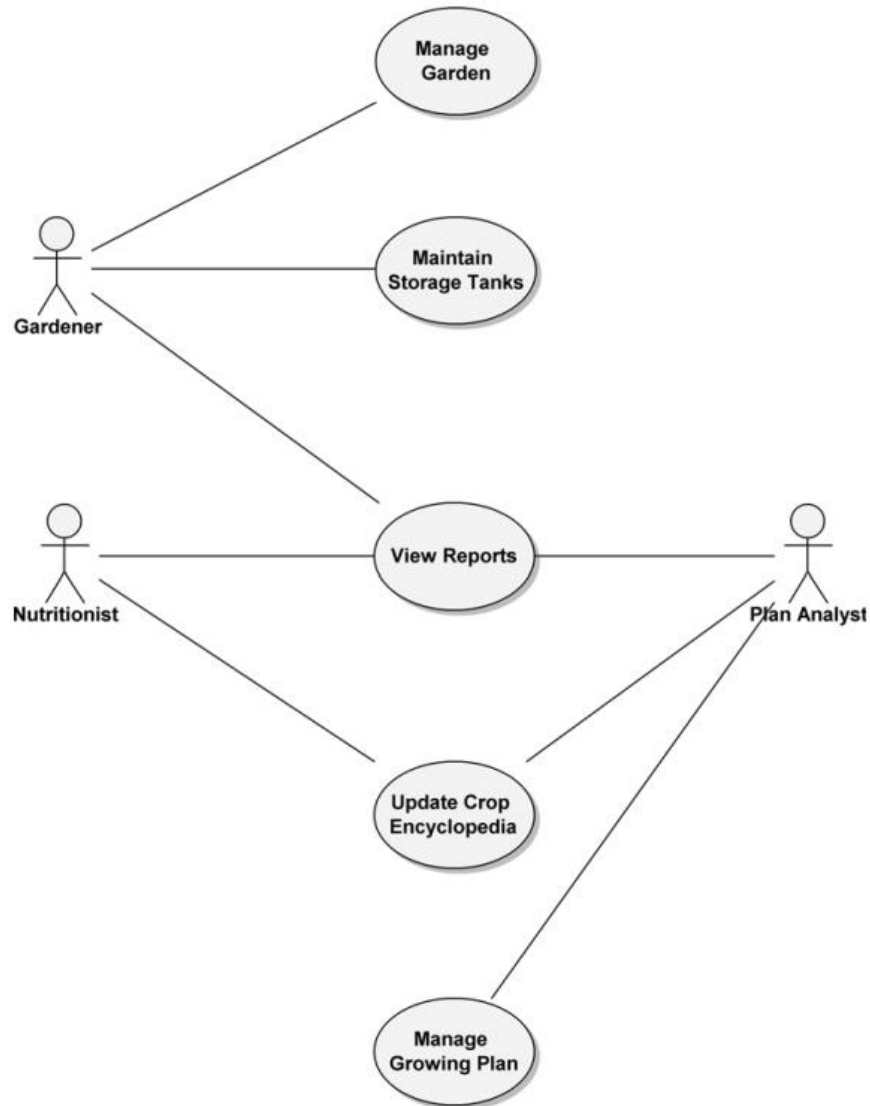 Manage
Garden
Maintain
Storage Tanks
Gardener
View Reports
Nutritionist
Plan Analyst
Update Crop
Encyclopedia
Manage
Growing Plan